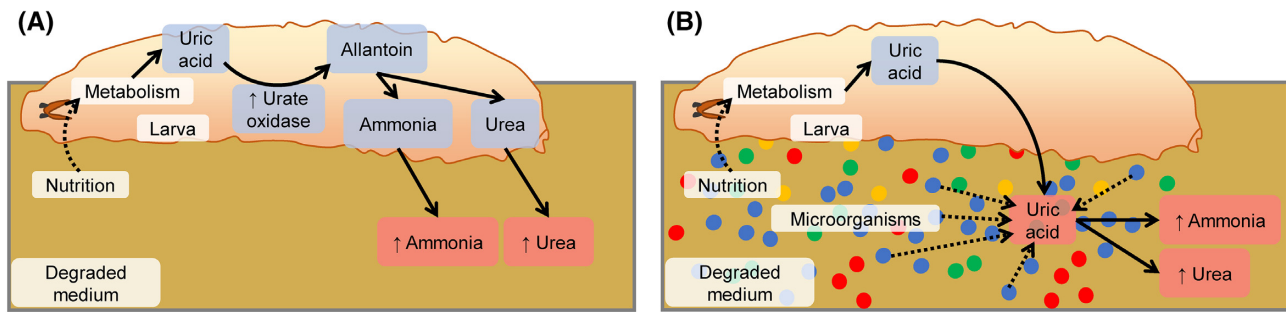 (A)
Uric
acid
Allantoin
Metabolism
↑ Urate
oxidase
Larva
Ammonia
Urea
Nutrition
↑ Ammonia
↑ Urea
Degraded
medium
(B)
Uric
acid
Metabolism
Larva
Nutrition
Microorganisms
Uric
acid
↑ Ammonia
↑ Urea
Degraded
medium